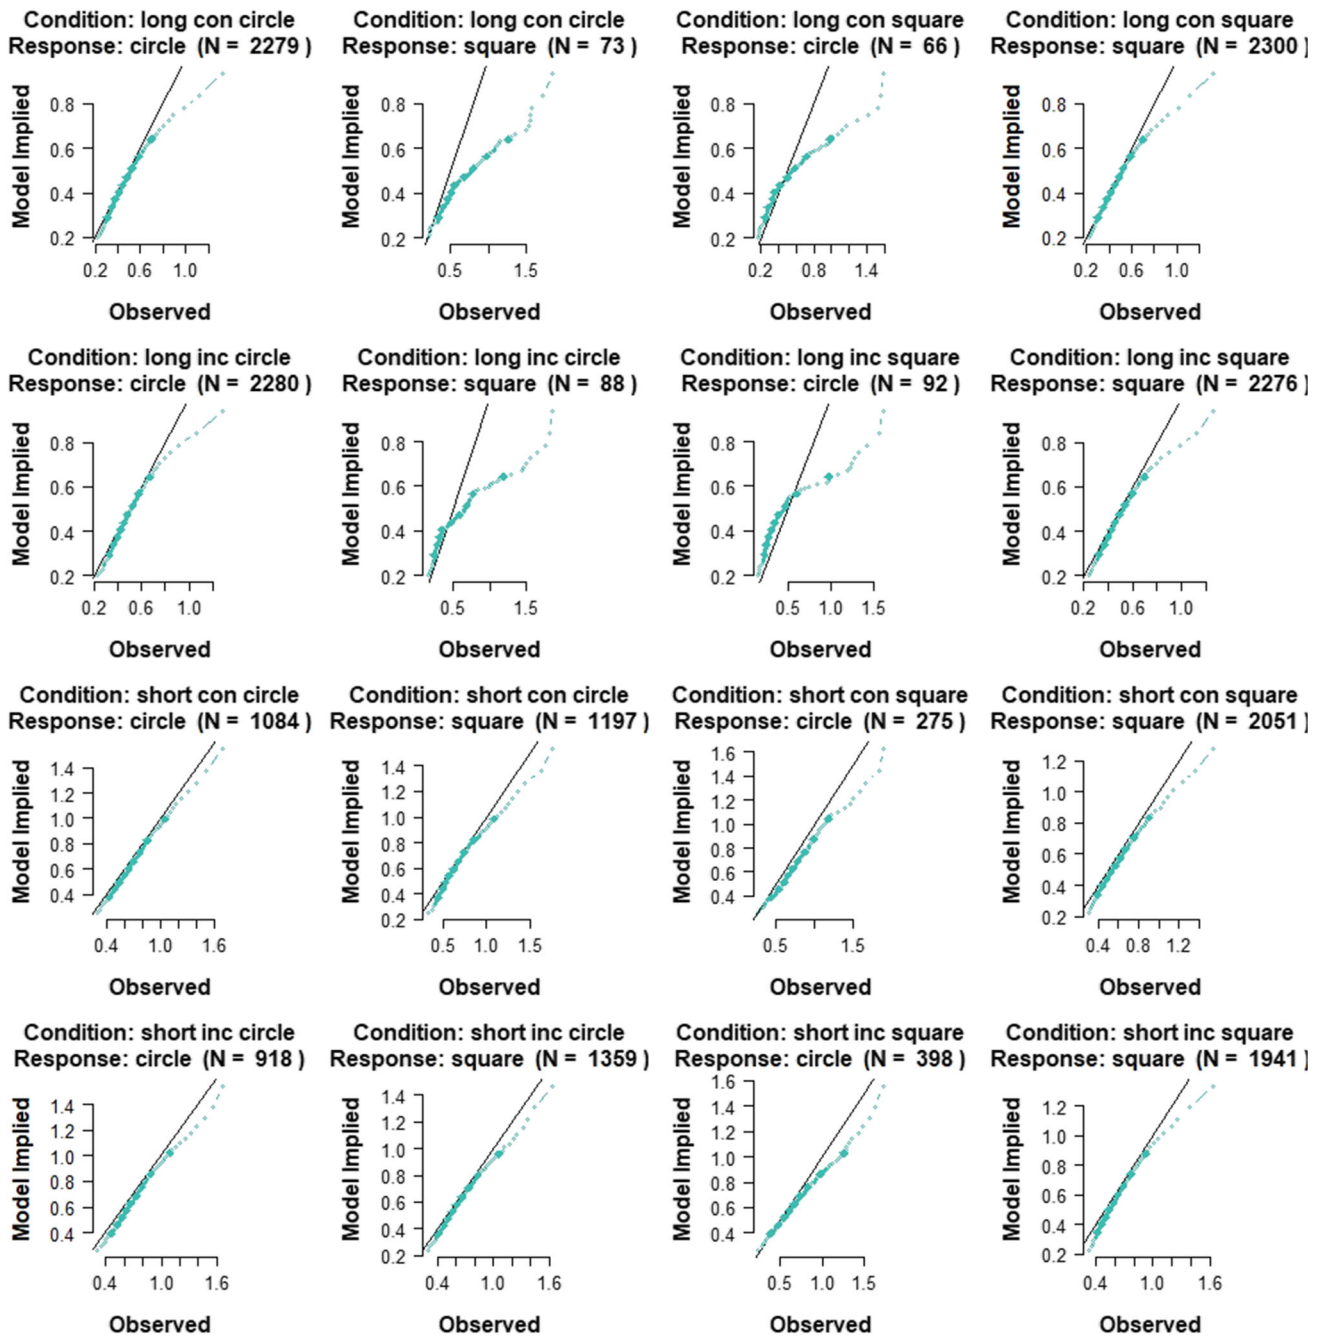 Condition: long con circle
Response: circle (N = 2279 )
Model Implied
0.8
0.6
0.4
0.2
0.2 0.6 1.0
Observed
Condition: long con circle
Response: square (N = 73 )
Model Implied
0.8
0.6
0.4
0.2
0.5 1.5
Observed
Condition: long con square
Response: circle (N = 66 )
Model Implied
0.8
0.6
0.4
0.2
0.2 0.8 1.4
Observed
Condition: long con square
Response: square (N = 2300 )
Model Implied
0.8
0.6
0.4
0.2
0.2 0.6 1.0
Observed
Condition: long inc circle
Response: circle (N = 2280 )
Model Implied
0.8
0.6
0.4
0.2
0.2 0.6 1.0
Observed
Condition: long inc circle
Response: square (N = 88 )
Model Implied
0.8
0.6
0.4
0.2
0.5 1.5
Observed
Condition: long inc square
Response: circle (N = 92 )
Model Implied
0.8
0.6
0.4
0.2
0.5 1.0 1.5
Observed
Condition: long inc square
Response: square (N = 2276 )
Model Implied
0.8
0.6
0.4
0.2
0.2 0.6 1.0
Observed
Condition: short con circle
Response: circle (N = 1084 )
Model Implied
1.4
1.2
1.0
0.8
0.6
0.4
0.4 1.0 1.6
Observed
Condition: short con circle
Response: square (N = 1197 )
Model Implied
1.4
1.2
1.0
0.8
0.6
0.4
0.2
0.5 1.0 1.5
Observed
Condition: short con square
Response: circle (N = 275 )
Model Implied
1.6
1.4
1.2
1.0
0.8
0.6
0.4
0.5 1.5
Observed
Condition: short con square
Response: square (N = 2051 )
Model Implied
1.2
1.0
0.8
0.6
0.4
0.2
0.4 0.8 1.2
Observed
Condition: short inc circle
Response: circle (N = 918 )
Model Implied
1.4
1.2
1.0
0.8
0.6
0.4
0.4 1.0 1.6
Observed
Condition: short inc circle
Response: square (N = 1359 )
Model Implied
1.4
1.2
1.0
0.8
0.6
0.4
0.2
0.4 1.0 1.6
Observed
Condition: short inc square
Response: circle (N = 398 )
Model Implied
1.6
1.4
1.2
1.0
0.8
0.6
0.4
0.5 1.0 1.5
Observed
Condition: short inc square
Response: square (N = 1941 )
Model Implied
1.2
1.0
0.8
0.6
0.4
0.2
0.4 1.0 1.6
Observed